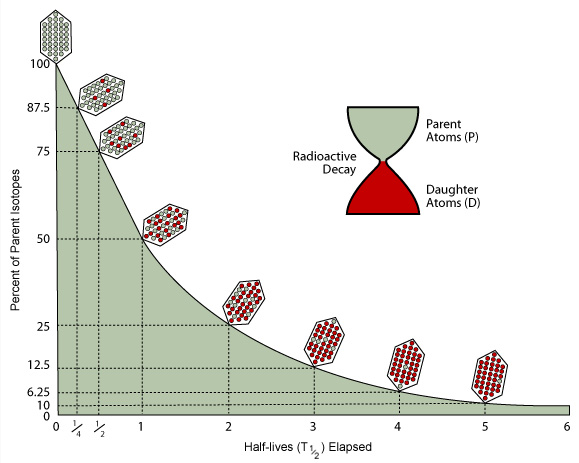 100
87.5
75
50
25
12.5
6.25
10
0
Percent of Parent Isotopes
Parent
Atoms (P)
Radioactive
Decay
Daughter
Atoms (D)
0 1/4 1/2 1 2 3 4 5 6
Half-lives (T1/2) Elapsed